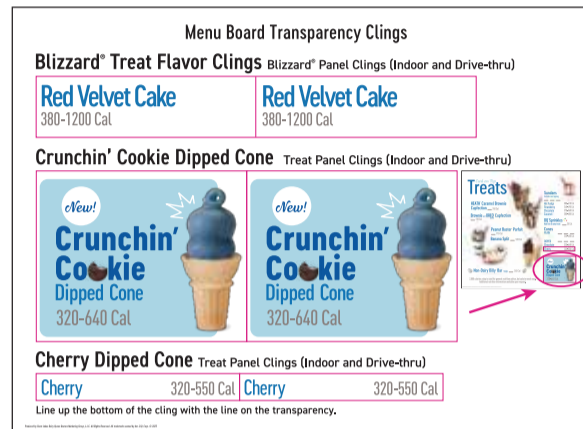 Menu Board Transparency Clings
Blizzard® Treat Flavor Clings Blizzard® Panel Clings (Indoor and Drive-thru)
Red Velvet Cake Red Velvet Cake
380-1200 Cal 380-1200 Cal
Crunchin' Cookie Dipped Cone Treat Panel Clings (Indoor and Drive-thru)
New! New!
Crunchin' Crunchin'
Cookie Cookie
Dipped Cone Dipped Cone
320-640 Cal 320-640 Cal
Treats
Crunchin'
Cookie
Cherry Dipped Cone Treat Panel Clings (Indoor and Drive-thru)
Cherry 320-550 Cal Cherry 320-550 Cal
Line up the bottom of the cling with the line on the transparency.